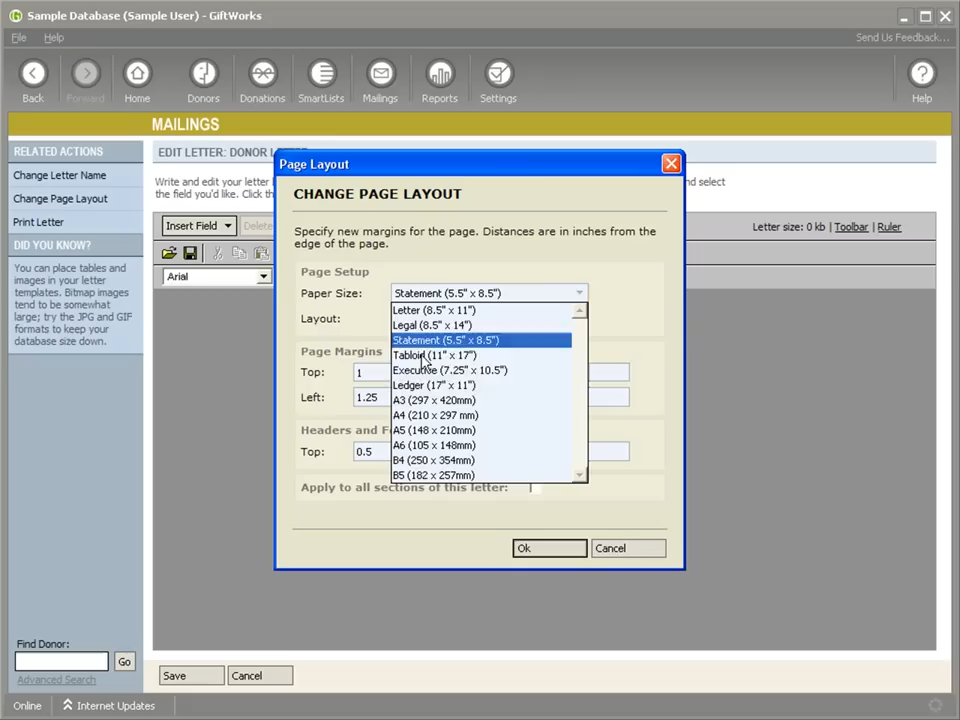 Sample Database (Sample User) - GiftWorks
File Help Send Us Feedback...
Back Forward Home Donors Donations SmartLists Mailings Reports Settings Help
MAILINGS
RELATED ACTIONS
Change Letter Name
Change Page Layout
Print Letter
DID YOU KNOW?
You can place tables and
images in your letter
templates. Bitmap images
tend to be somewhat
large; try the JPG and GIF
formats to keep your
database size down.
Find Donor:
Go
Advanced Search
EDIT LETTER: DONOR
Write and edit your letter
and select
the field you'd like. Click
Insert Field Delete
Letter size: 0 kb | Toolbar | Ruler
Arial
Page Layout
CHANGE PAGE LAYOUT
Specify new margins for the page. Distances are in inches from the
edge of the page.
Page Setup
Paper Size: Statement (5.5" x 8.5")
Layout:
Letter (8.5" x 11")
Legal (8.5" x 14")
Statement (5.5" x 8.5")
Tabloid (11" x 17")
Executive (7.25" x 10.5")
Ledger (17" x 11")
A3 (297 x 420mm)
A4 (210 x 297 mm)
A5 (148 x 210mm)
A6 (105 x 148mm)
B4 (250 x 354mm)
B5 (182 x 257mm)
Page Margins
Top: 1
Left: 1.25
Headers and
Top: 0.5
Apply to all sections of this letter:
Ok Cancel
Save Cancel
Online Internet Updates